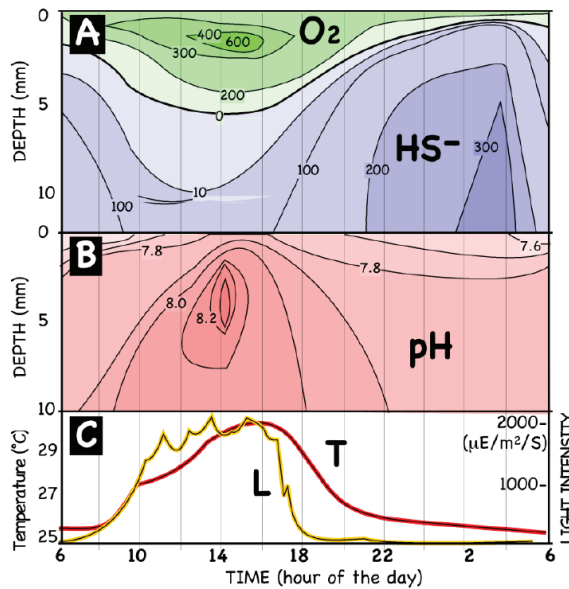 A
0
5
10
0
DEPTH (mm)
O₂
400
600
300
200
0
HS⁻
10
100
100
200
300
B
5
10
DEPTH (mm)
7.8
8.0
8.2
7.8
7.6
pH
C
29
27
25
Temperature (°C)
L
T
2000-
(µE/m²/S)
1000-
LIGHT INTENSITY
6 10 14 18 22 2 6
TIME (hour of the day)